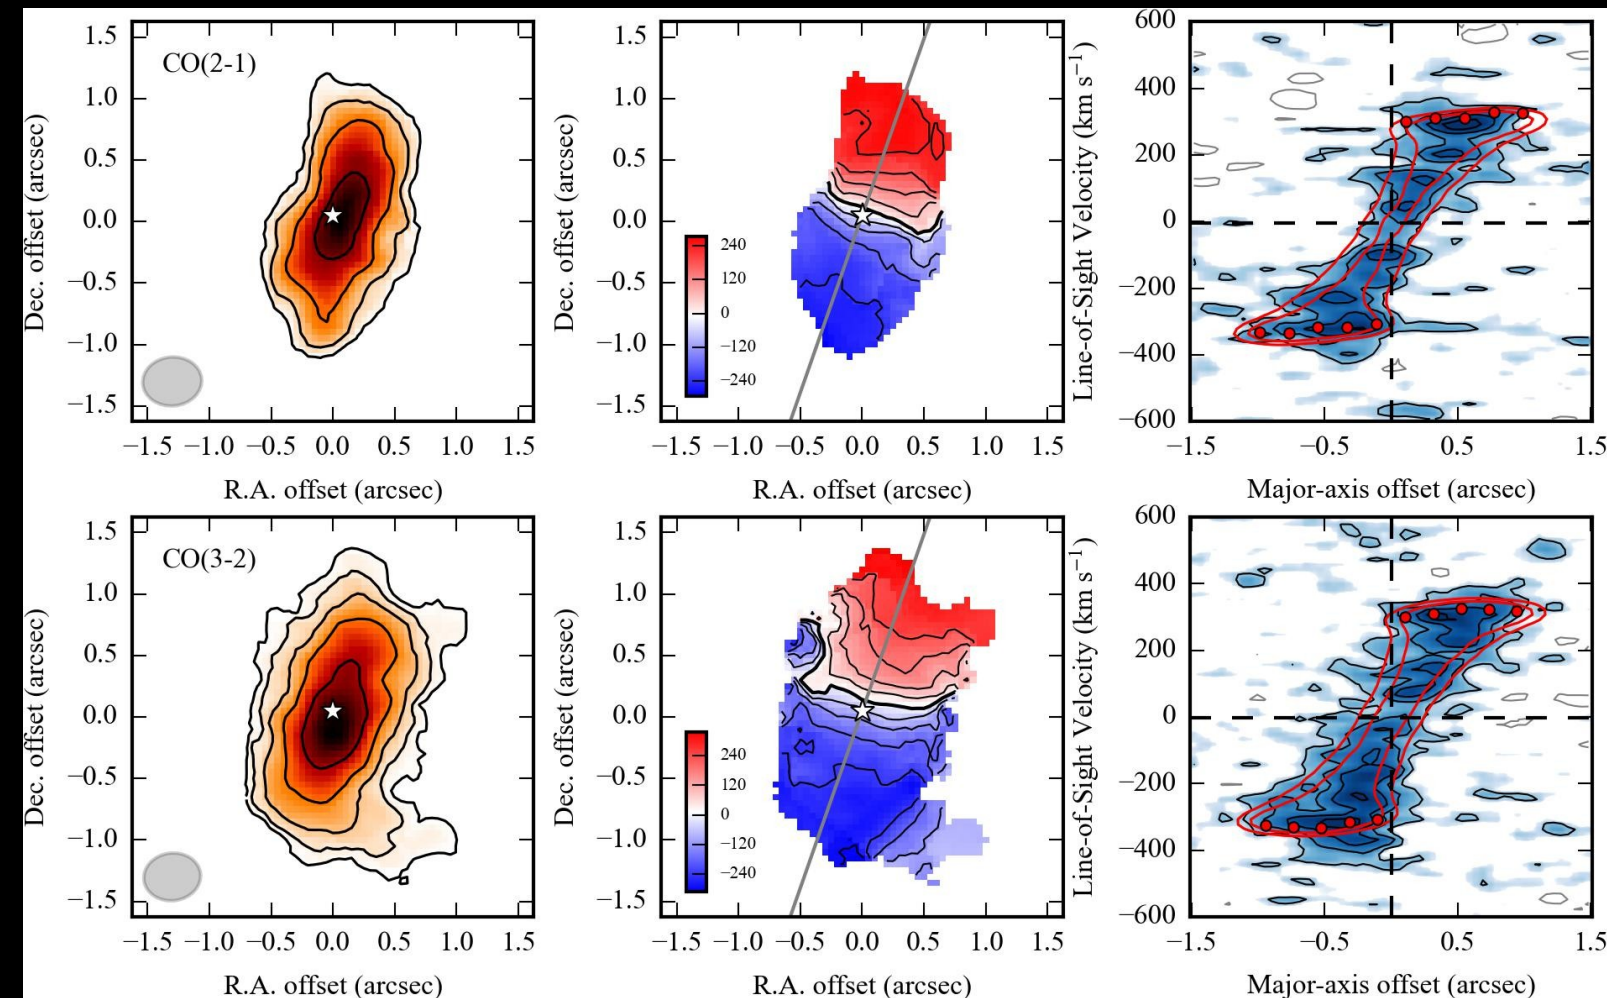 CO(2-1)
Dec. offset (arcsec)
1.5
1.0
0.5
0.0
−0.5
−1.0
−1.5
−1.5 −1.0 −0.5 0.0 0.5 1.0 1.5
R.A. offset (arcsec)
Dec. offset (arcsec)
1.5
1.0
0.5
0.0
−0.5
−1.0
−1.5
240
120
0
−120
−240
−1.5 −1.0 −0.5 0.0 0.5 1.0 1.5
R.A. offset (arcsec)
Line-of-Sight Velocity (km s−1)
600
400
200
0
−200
−400
−600
−1.5 −0.5 0.5 1.5
Major-axis offset (arcsec)
CO(3-2)
Dec. offset (arcsec)
1.5
1.0
0.5
0.0
−0.5
−1.0
−1.5
−1.5 −1.0 −0.5 0.0 0.5 1.0 1.5
R.A. offset (arcsec)
Dec. offset (arcsec)
1.5
1.0
0.5
0.0
−0.5
−1.0
−1.5
240
120
0
−120
−240
−1.5 −1.0 −0.5 0.0 0.5 1.0 1.5
R.A. offset (arcsec)
Line-of-Sight Velocity (km s−1)
600
400
200
0
−200
−400
−600
−1.5 −0.5 0.5 1.5
Major-axis offset (arcsec)